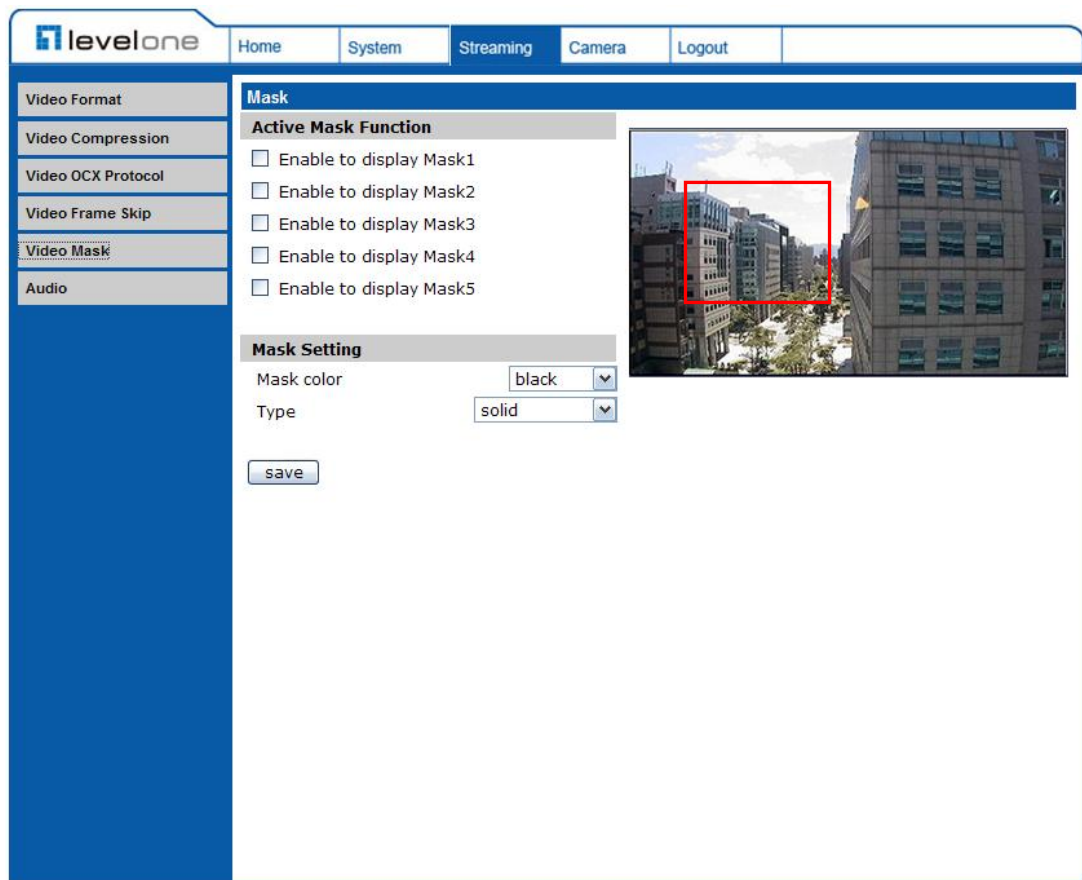 levelone
Home System Streaming Camera Logout
Video Format
Video Compression
Video OCX Protocol
Video Frame Skip
Video Mask
Audio
Mask
Active Mask Function
Enable to display Mask1
Enable to display Mask2
Enable to display Mask3
Enable to display Mask4
Enable to display Mask5
Mask Setting
Mask color black
Type solid
save